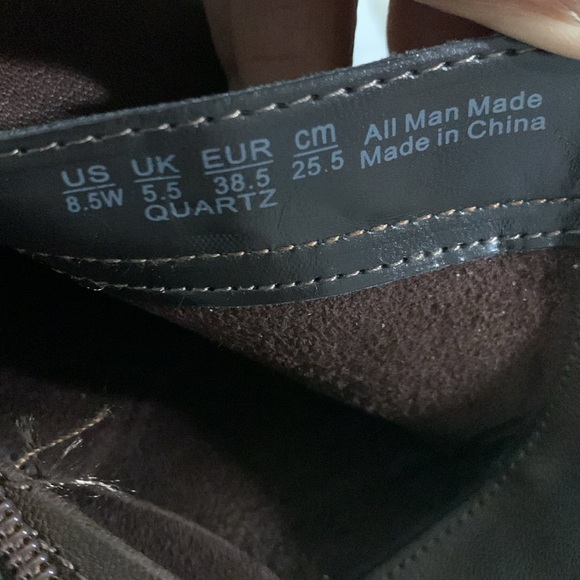 US UK EUR cm
8.5W 5.5 38.5 25.5
QUARTZ
All Man Made
Made in China